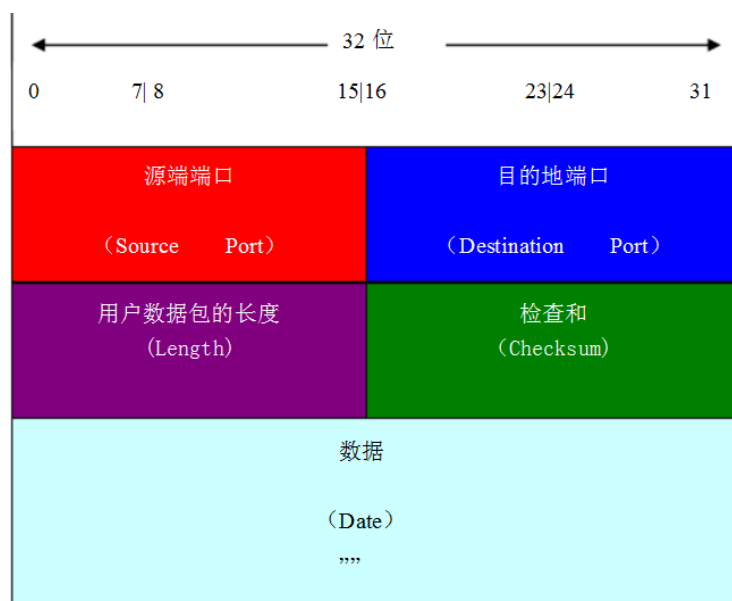 32 位
0 7| 8 15|16 23|24 31
源端端口 目的地端口
（Source Port） （Destination Port）
用户数据包的长度 检查和
(Length) （Checksum)
数据
（Date）
””